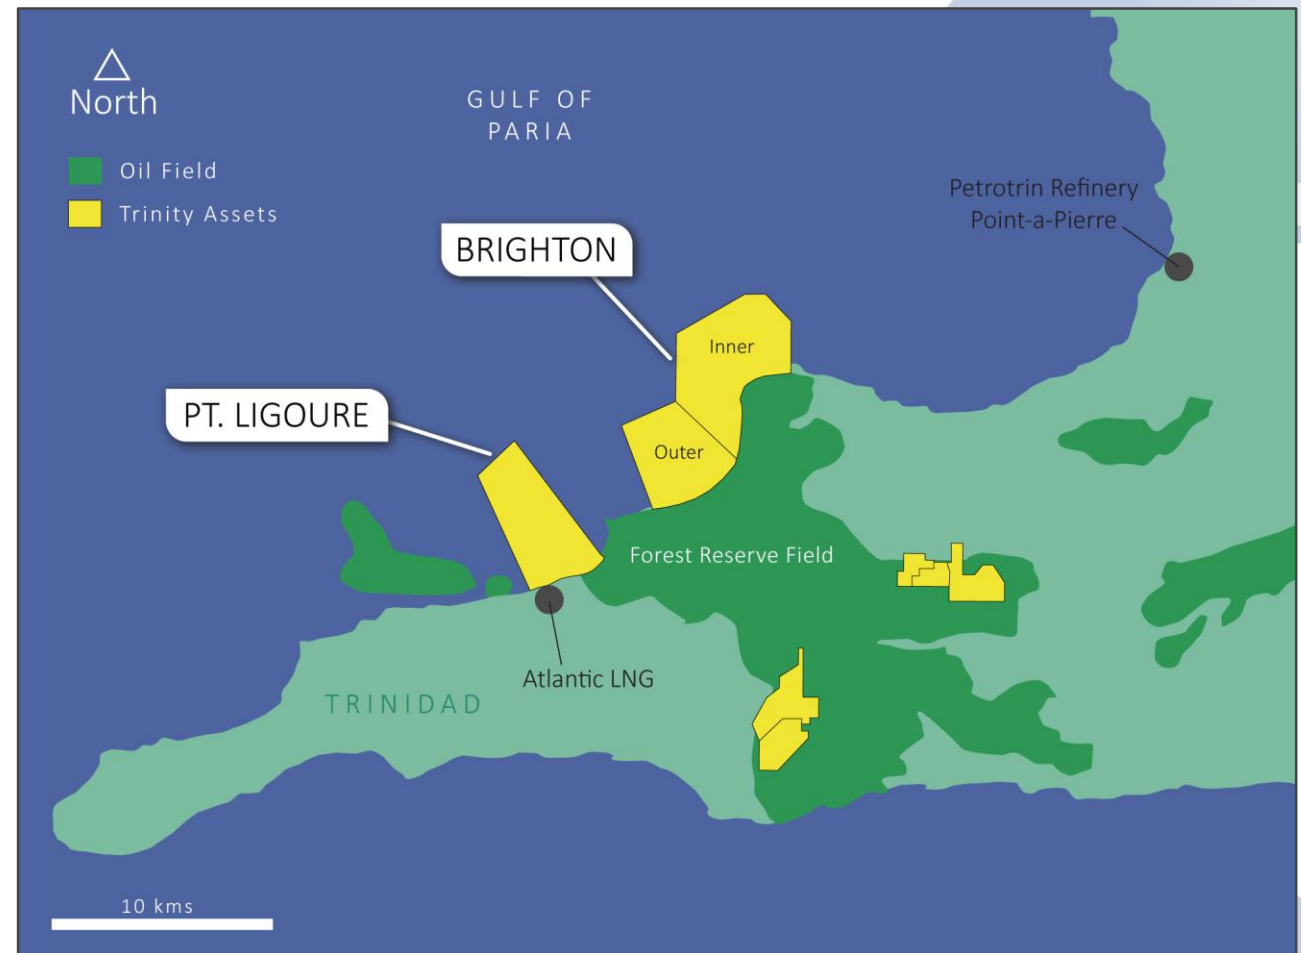 North
GULF OF
PARIA
Oil Field
Trinity Assets
Petrotrin Refinery
Point-a-Pierre
BRIGHTON
Inner
PT. LIGOURE
Outer
Forest Reserve Field
Atlantic LNG
TRINIDAD
10 kms